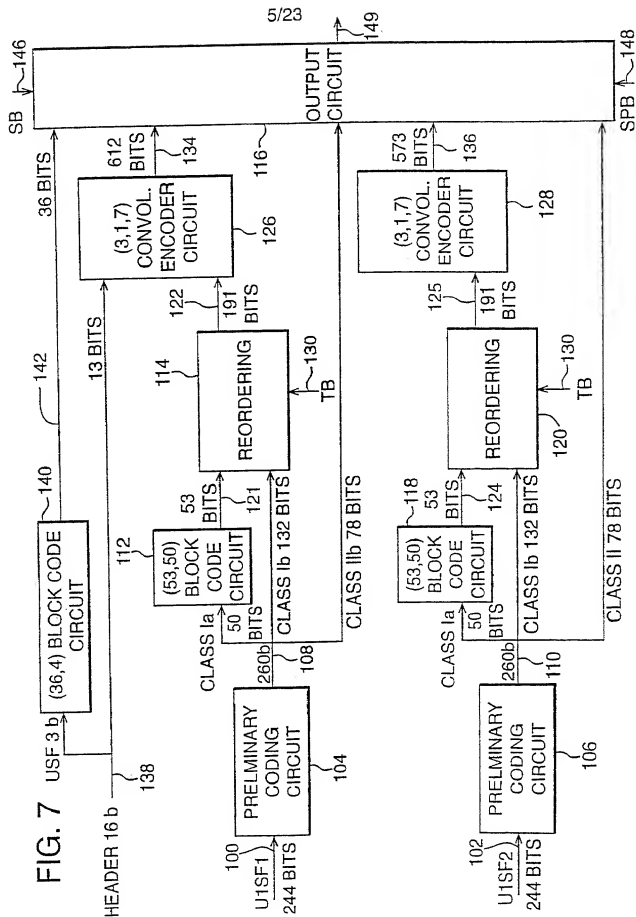 5/23
FIG. 7
HEADER 16 b
138
USF 3 b
140
(36,4) BLOCK CODE
CIRCUIT
142
36 BITS
SB
146
13 BITS
(3,1,7)
CONVOL.
ENCODER
CIRCUIT
126
612
BITS
134
116
OUTPUT
CIRCUIT
149
148
SPB
U1SF1
100
244 BITS
PRELMINARY
CODING
CIRCUIT
104
260b
108
CLASS Ia
50
BITS
112
(53,50)
BLOCK
CODE
CIRCUIT
53
BITS
121
CLASS Ib 132 BITS
CLASS IIb 78 BITS
114
REORDERING
130
TB
122
191
BITS
U1SF2
102
244 BITS
PRELMINARY
CODING
CIRCUIT
106
260b
110
CLASS Ia
50
BITS
118
(53,50)
BLOCK
CODE
CIRCUIT
53
BITS
124
CLASS Ib 132 BITS
CLASS II 78 BITS
REORDERING
120
130
TB
125
191
BITS
(3,1,7)
CONVOL.
ENCODER
CIRCUIT
128
573
BITS
136